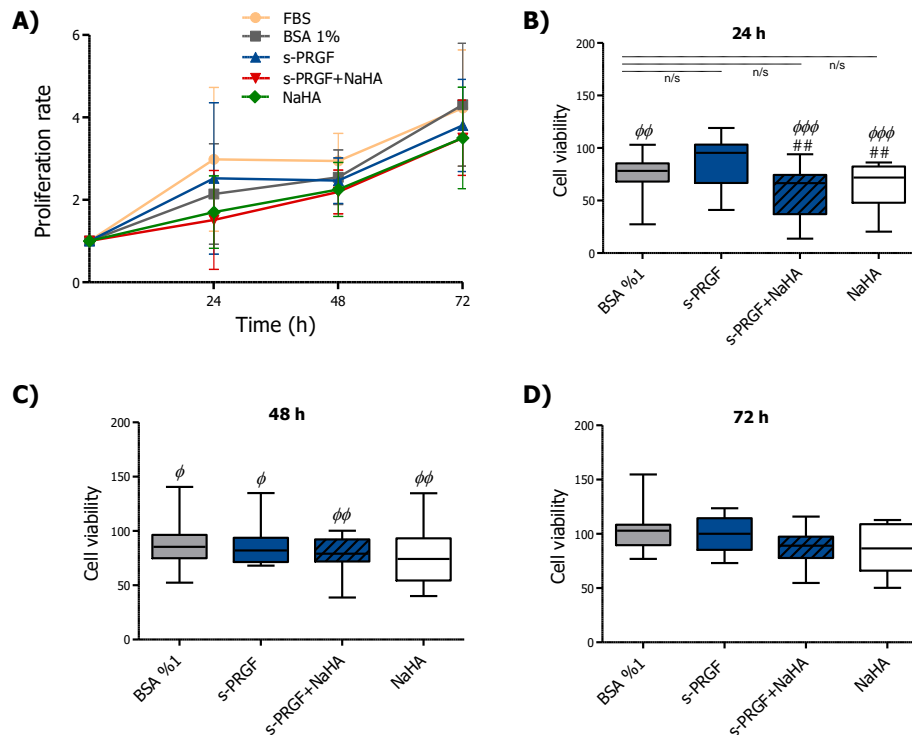 A)
FBS
BSA 1%
s-PRGF
s-PRGF+NaHA
NaHA
Proliferation rate
6
4
2
0
24
48
72
Time (h)
B)
24 h
Cell viability
200
150
100
50
0
n/s
n/s
n/s
ϕϕ
ϕϕϕ
##
ϕϕϕ
##
BSA %1
s-PRGF
s-PRGF+NaHA
NaHA
C)
48 h
Cell viability
200
150
100
50
0
ϕ
ϕ
ϕϕ
ϕϕ
BSA %1
s-PRGF
s-PRGF+NaHA
NaHA
D)
72 h
Cell viability
200
150
100
50
0
BSA %1
s-PRGF
s-PRGF+NaHA
NaHA